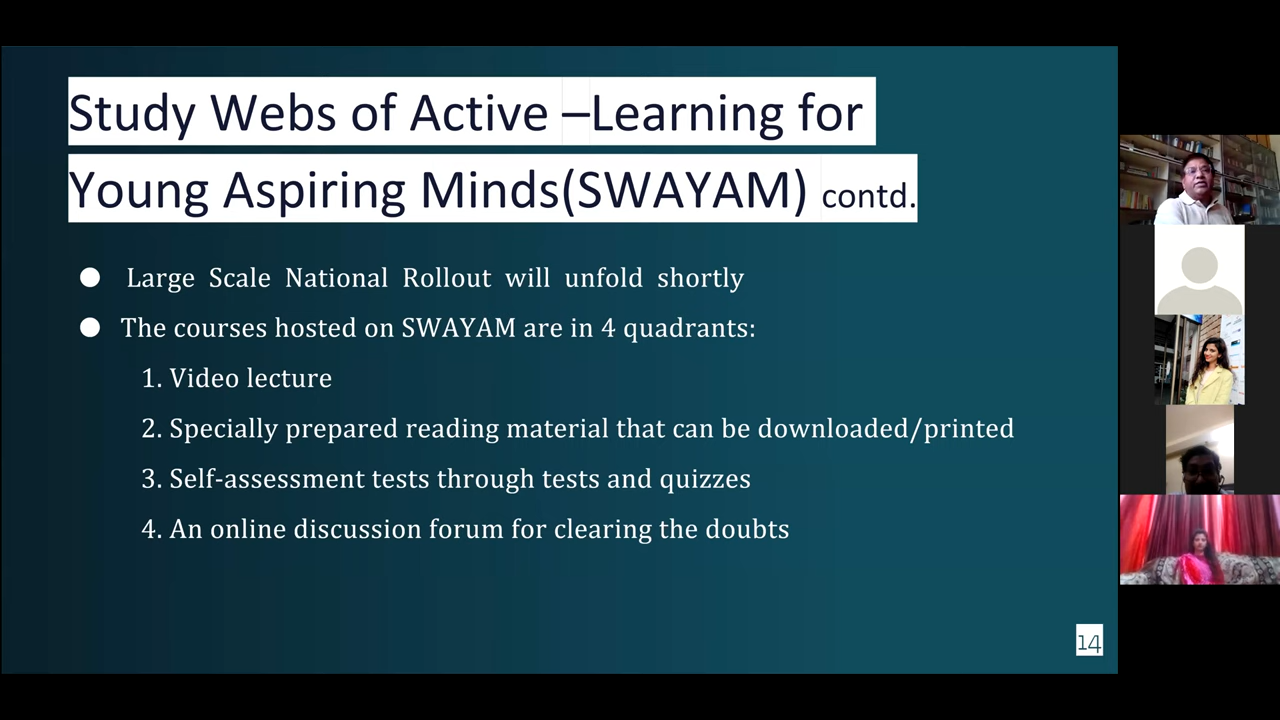 Study Webs of Active –Learning for
Young Aspiring Minds(SWAYAM) contd.
● Large Scale National Rollout will unfold shortly
● The courses hosted on SWAYAM are in 4 quadrants:
1. Video lecture
2. Specially prepared reading material that can be downloaded/printed
3. Self-assessment tests through tests and quizzes
4. An online discussion forum for clearing the doubts
14